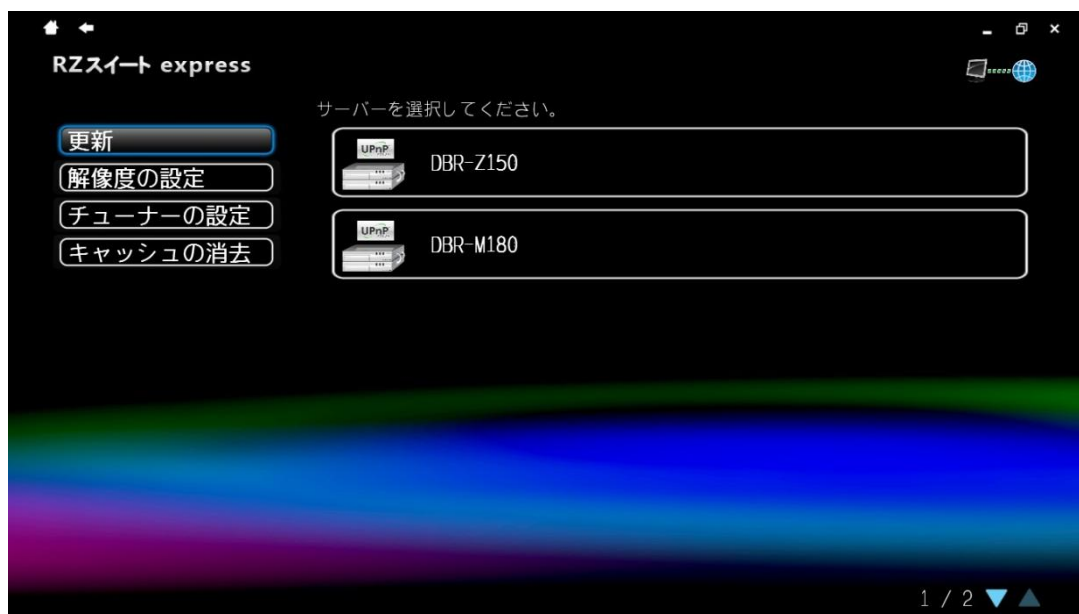 RZスイート express
サーバーを選択してください。
更新
解像度の設定
チューナーの設定
キャッシュの消去
UPnP
DBR-Z150
UPnP
DBR-M180
1 / 2